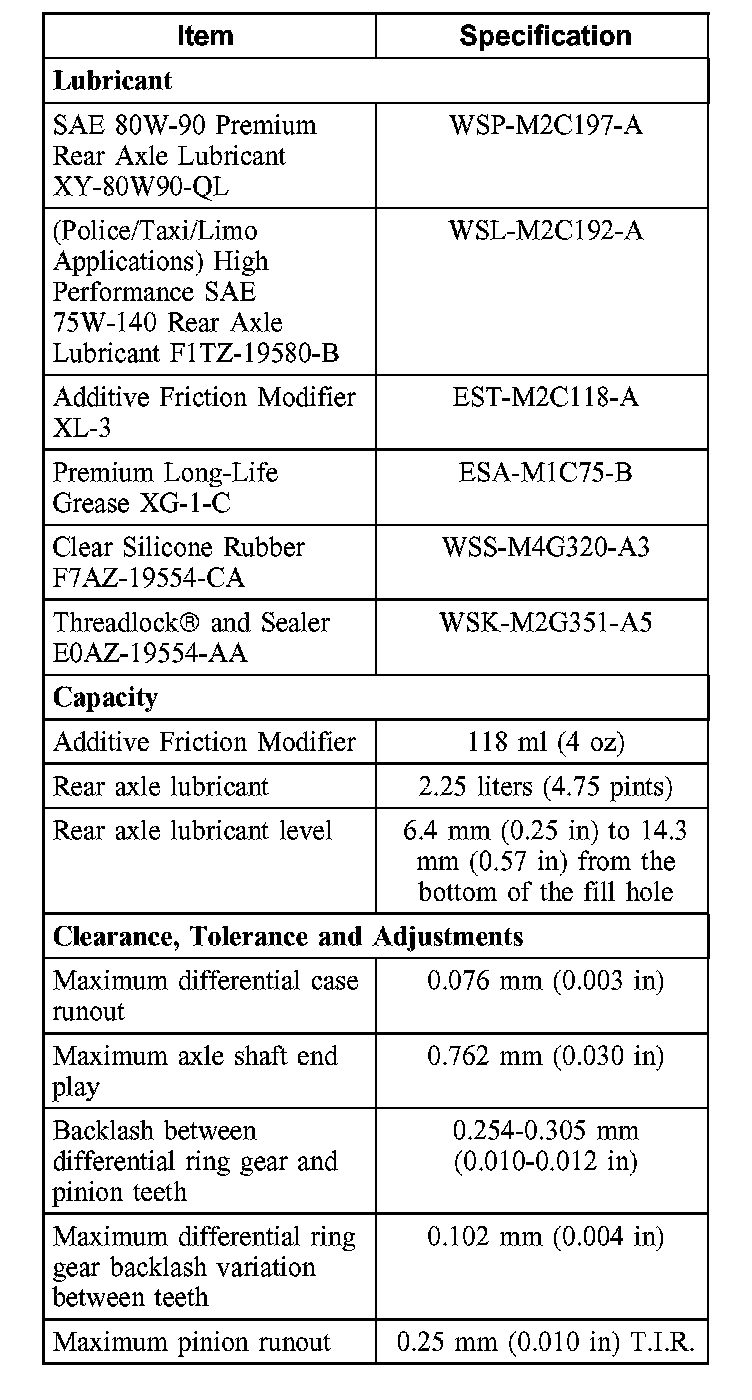 Item Specification
Lubricant
SAE 80W-90 Premium WSP-M2C197-A
Rear Axle Lubricant
XY-80W90-QL
(Police/Taxi/Limo WSL-M2C192-A
Applications) High
Performance SAE
75W-140 Rear Axle
Lubricant F1TZ-19580-B
Additive Friction Modifier EST-M2C118-A
XL-3
Premium Long-Life ESA-M1C75-B
Grease XG-1-C
Clear Silicone Rubber WSS-M4G320-A3
F7AZ-19554-CA
Threadlock® and Sealer WSK-M2G351-A5
E0AZ-19554-AA
Capacity
Additive Friction Modifier 118 ml (4 oz)
Rear axle lubricant 2.25 liters (4.75 pints)
Rear axle lubricant level 6.4 mm (0.25 in) to 14.3
mm (0.57 in) from the
bottom of the fill hole
Clearance, Tolerance and Adjustments
Maximum differential case 0.076 mm (0.003 in)
runout
Maximum axle shaft end 0.762 mm (0.030 in)
play
Backlash between 0.254-0.305 mm
differential ring gear and (0.010-0.012 in)
pinion teeth
Maximum differential ring 0.102 mm (0.004 in)
gear backlash variation
between teeth
Maximum pinion runout 0.25 mm (0.010 in) T.I.R.